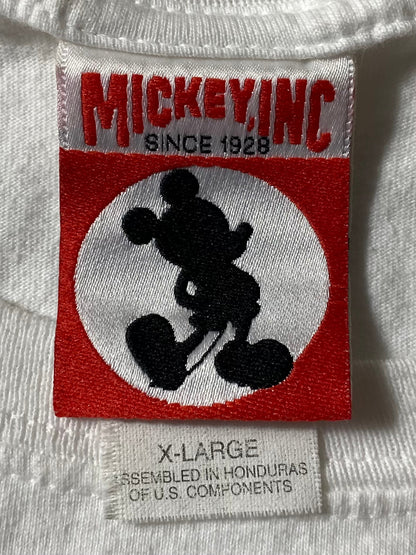 MICKEY, INC
SINCE 1928
X-LARGE
ASSEMBLED IN HONDURAS
OF U.S. COMPONENTS